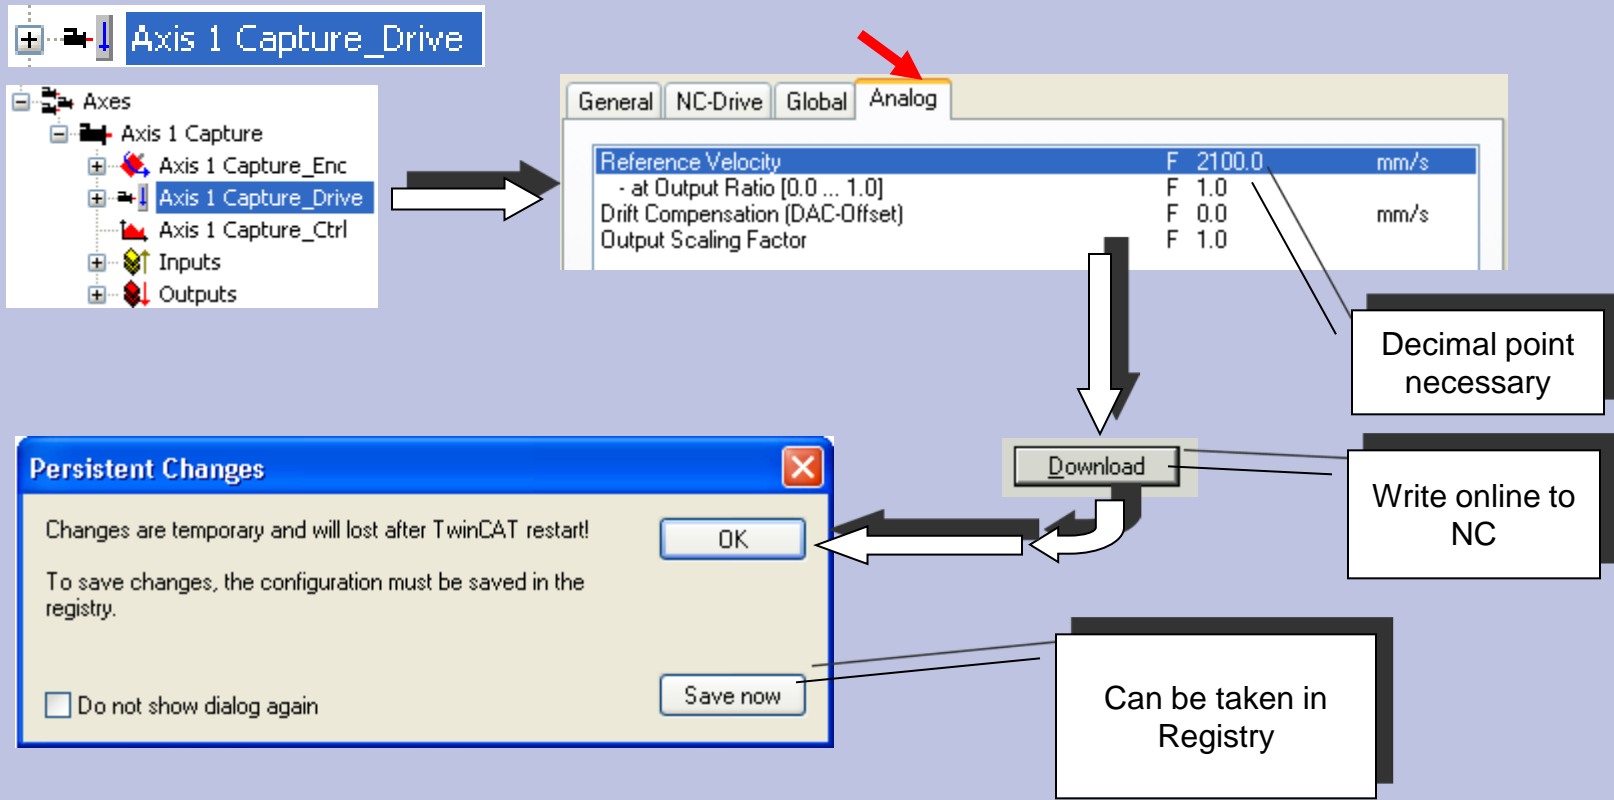 Axis 1 Capture_Drive
Axes
Axis 1 Capture
Axis 1 Capture_Enc
Axis 1 Capture_Drive
Axis 1 Capture_Ctrl
Inputs
Outputs
General NC-Drive Global Analog
Reference Velocity F 2100.0 mm/s
- at Output Ratio [0.0 ... 1.0] F 1.0
Drift Compensation (DAC-Offset) F 0.0 mm/s
Output Scaling Factor F 1.0
Decimal point
necessary
Download
Write online to
NC
Persistent Changes
Changes are temporary and will lost after TwinCAT restart!
OK
To save changes, the configuration must be saved in the
registry.
Do not show dialog again
Save now
Can be taken in
Registry